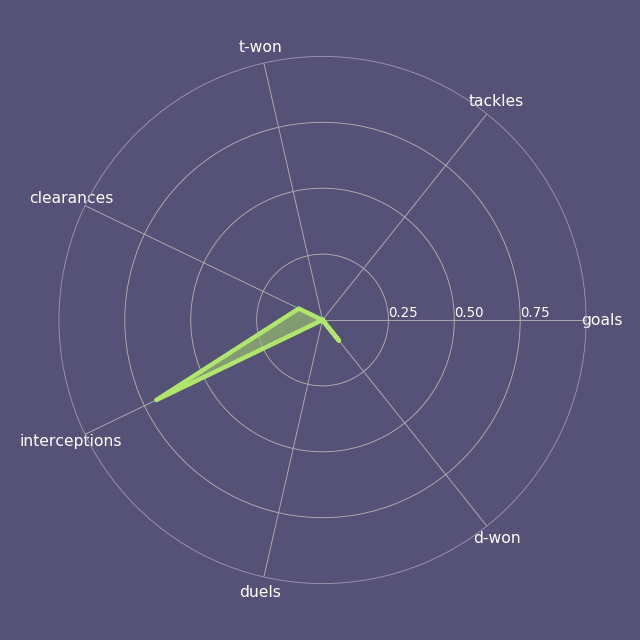 t-won
tackles
clearances
0.25 0.50 0.75
goals
interceptions
d-won
duels